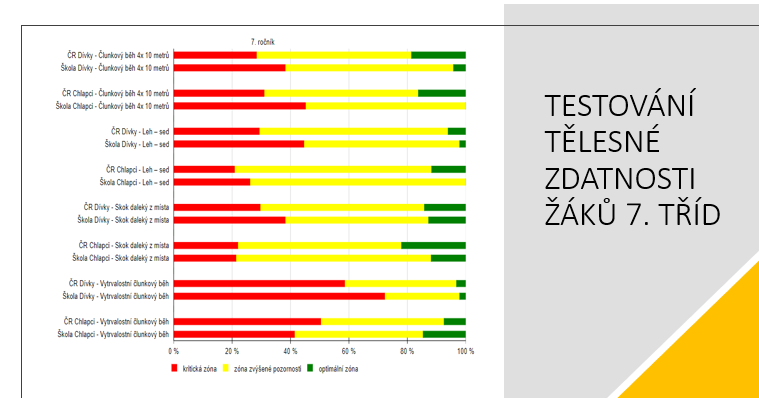 7. ročník
ČR Dívky - Člunkový běh 4x 10 metrů
Škola Dívky - Člunkový běh 4x 10 metrů
ČR Chlapci - Člunkový běh 4x 10 metrů
Škola Chlapci - Člunkový běh 4x 10 metrů
ČR Dívky - Leh – sed
Škola Dívky - Leh – sed
ČR Chlapci - Leh – sed
Škola Chlapci - Leh – sed
ČR Dívky - Skok daleký z místa
Škola Dívky - Skok daleký z místa
ČR Chlapci - Skok daleký z místa
Škola Chlapci - Skok daleký z místa
ČR Dívky - Vytrvalostní člunkový běh
Škola Dívky - Vytrvalostní člunkový běh
ČR Chlapci - Vytrvalostní člunkový běh
Škola Chlapci - Vytrvalostní člunkový běh
0 % 20 % 40 % 60 % 80 % 100 %
kritická zóna zóna zvýšené pozornosti optimální zóna
TESTOVÁNÍ
TĚLESNÉ
ZDATNOSTI
ŽÁKŮ 7. TŘÍD